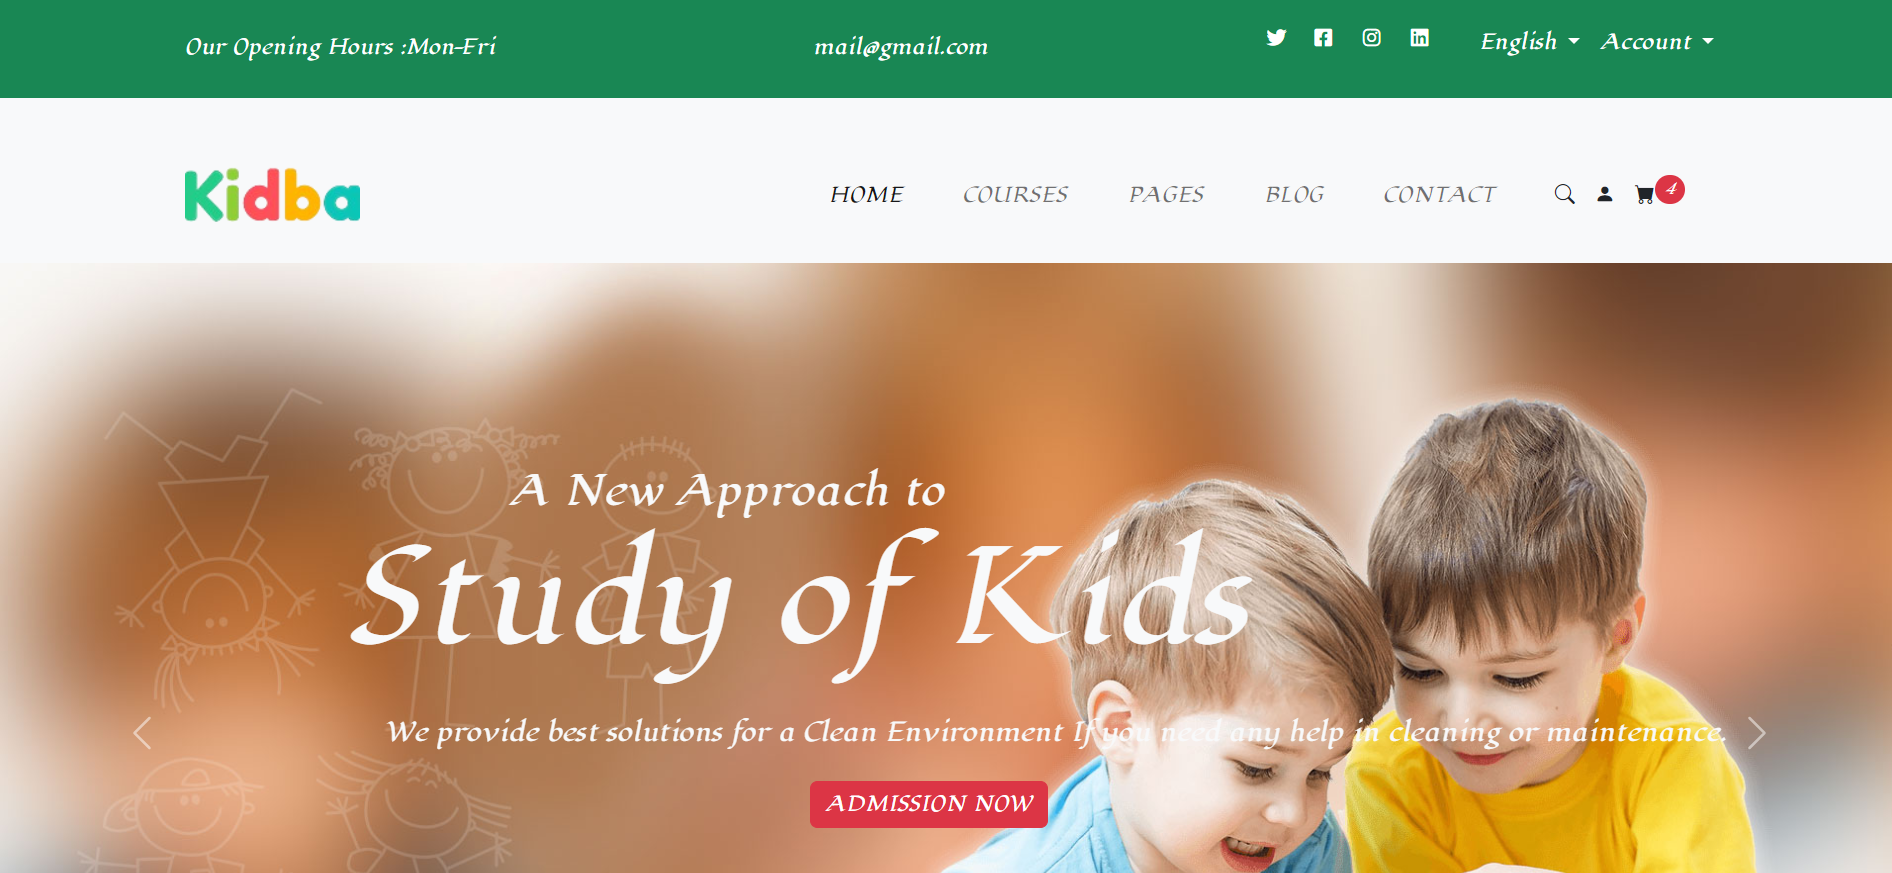 Our Opening Hours :Mon-Fri
mail@gmail.com
English
Account
Kidba
HOME
COURSES
PAGES
BLOG
CONTACT
4
A New Approach to
Study of Kids
We provide best solutions for a Clean Environment If you need any help in cleaning or maintenance.
ADMISSION NOW